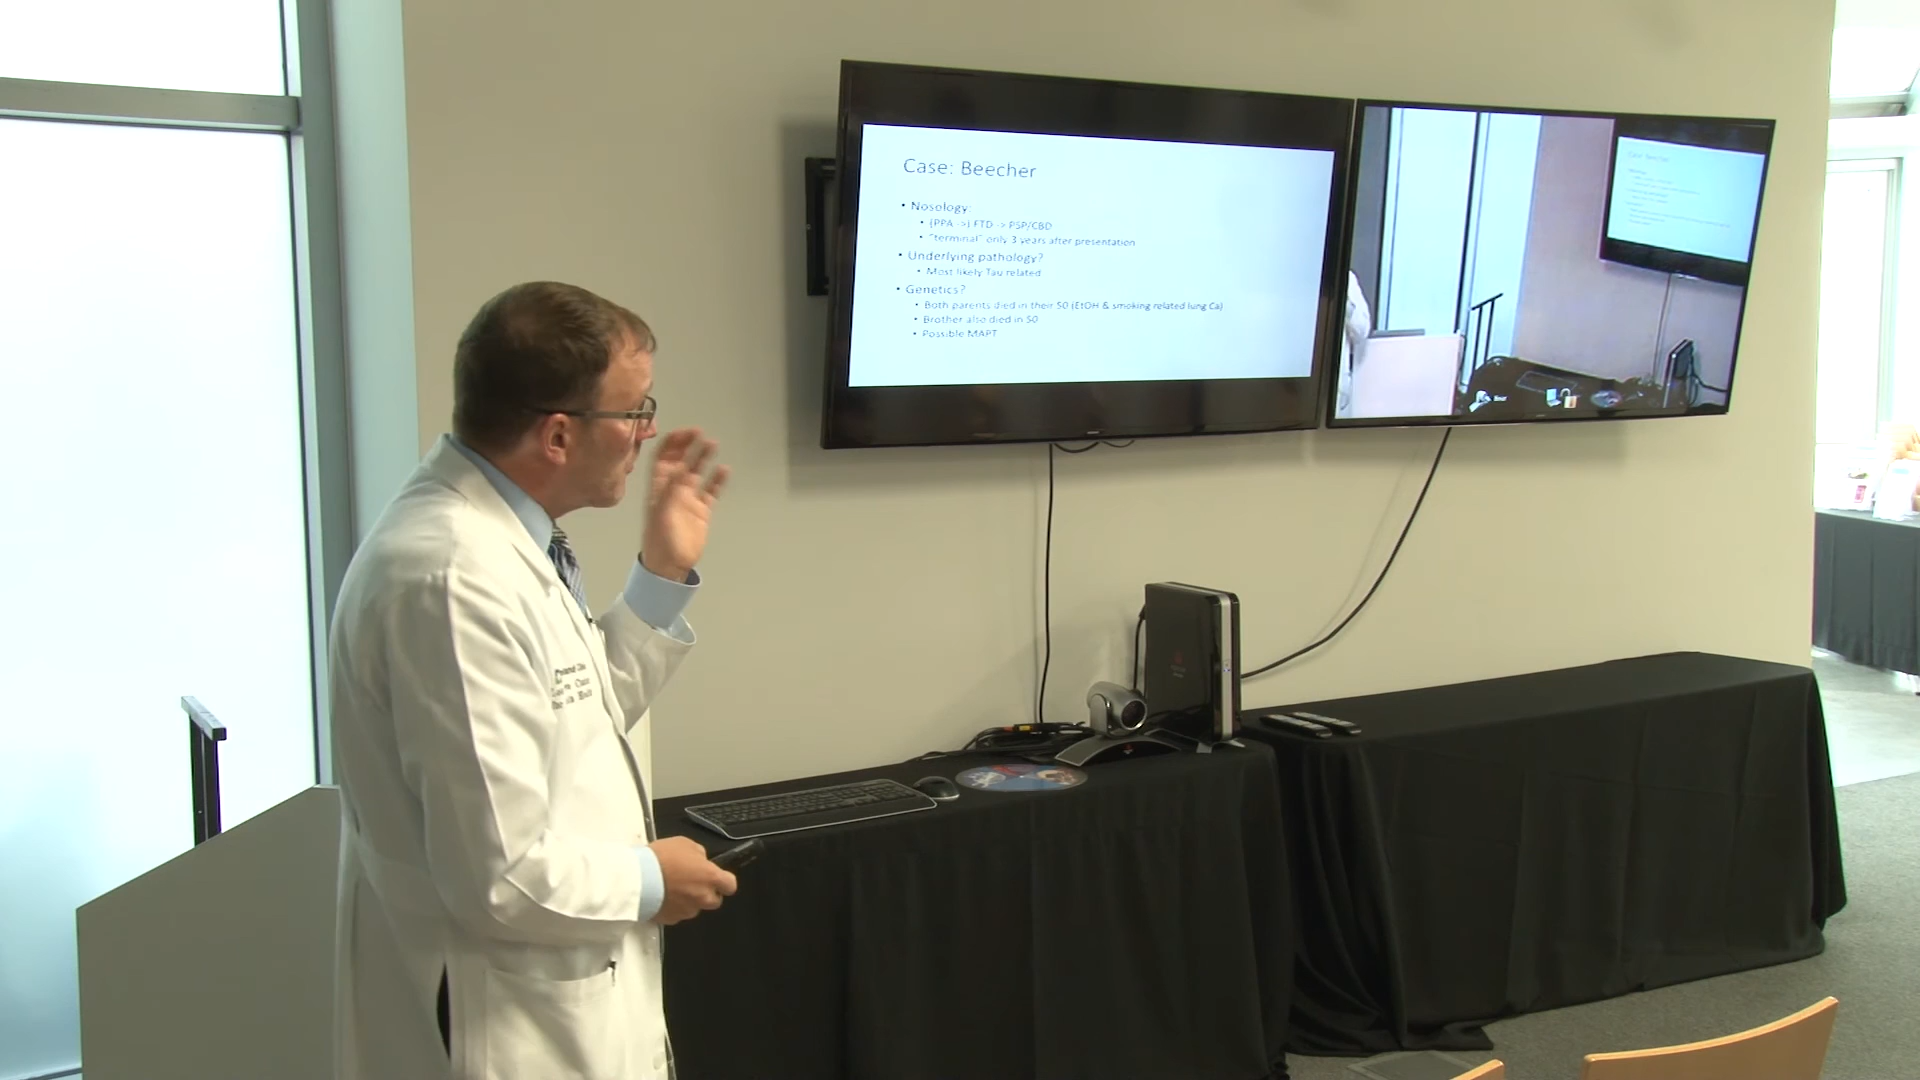 Case: Beecher
• Nosology:
• (PPA ->) FTD -> PSP/CBD
• "terminal" only 3 years after presentation
• Underlying pathology?
• Most likely Tau related
• Genetics?
• Both parents died in their 50 (EtOH & smoking related lung Ca)
• Brother also died in 50
• Possible MAPT